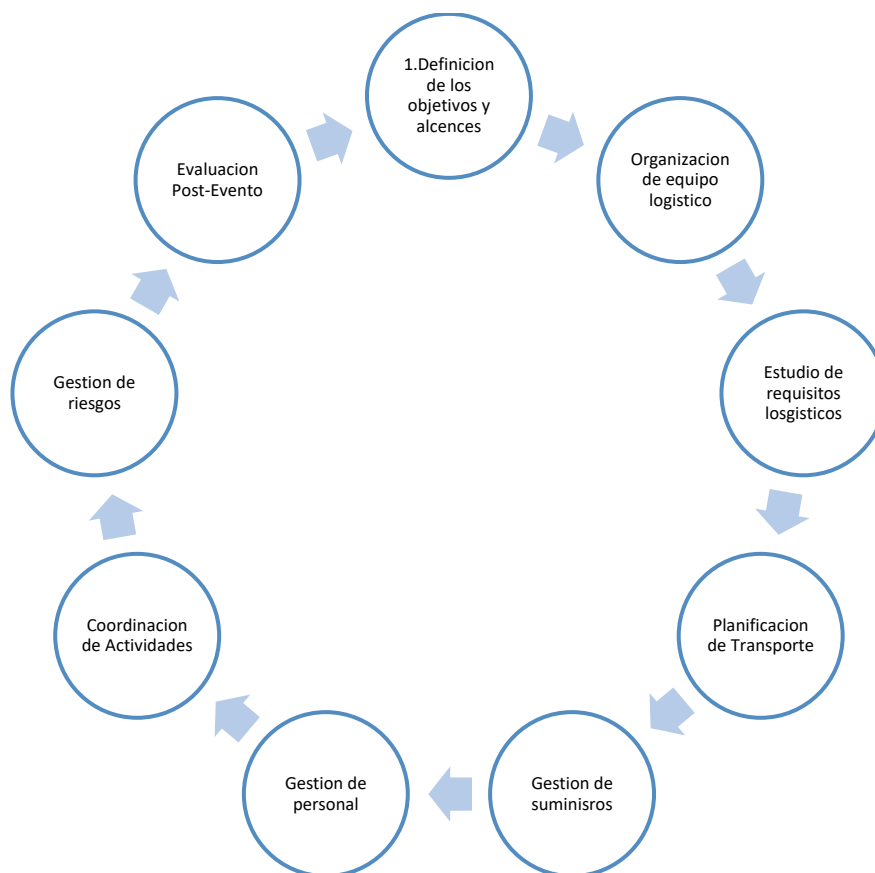 1.Definicion
de los
objetivos y
alcences
Organizacion
de equipo
logistico
Estudio de
requisitos
losgisticos
Planificacion
de Transporte
Gestion de
suminisros
Gestion de
personal
Coordinacion
de Actividades
Gestion de
riesgos
Evaluacion
Post-Evento